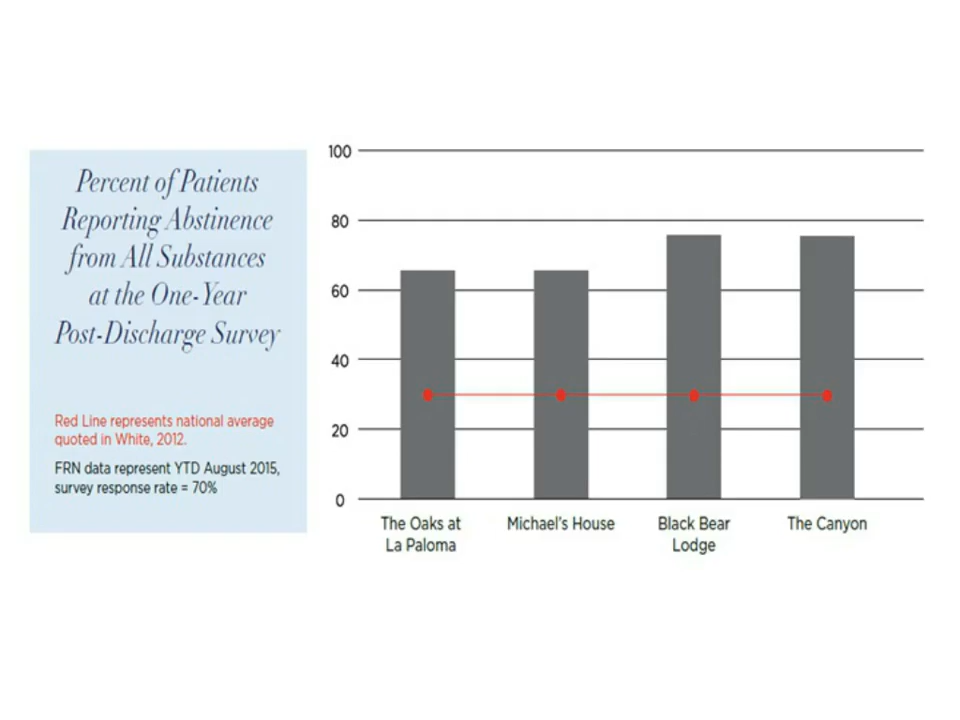 Percent of Patients
Reporting Abstinence
from All Substances
at the One-Year
Post-Discharge Survey
Red Line represents national average
quoted in White, 2012.
FRN data represent YTD August 2015,
survey response rate = 70%
100
80
60
40
20
0
The Oaks at
La Paloma
Michael's House
Black Bear
Lodge
The Canyon